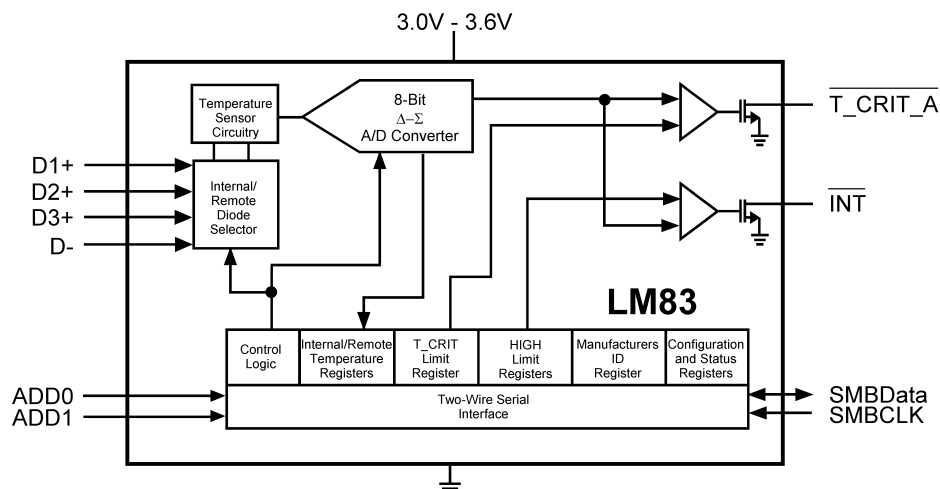 3.0V - 3.6V
Temperature
Sensor
Circuitry
8-Bit
Δ–Σ
A/D Converter
T_CRIT_A
D1+
D2+
D3+
D-
Internal/
Remote
Diode
Selector
INT
LM83
Control
Logic
Internal/Remote
Temperature
Registers
T_CRIT
Limit
Register
HIGH
Limit
Registers
Manufacturers
ID
Register
Configuration
and Status
Registers
ADD0
ADD1
Two-Wire Serial
Interface
SMBData
SMBCLK